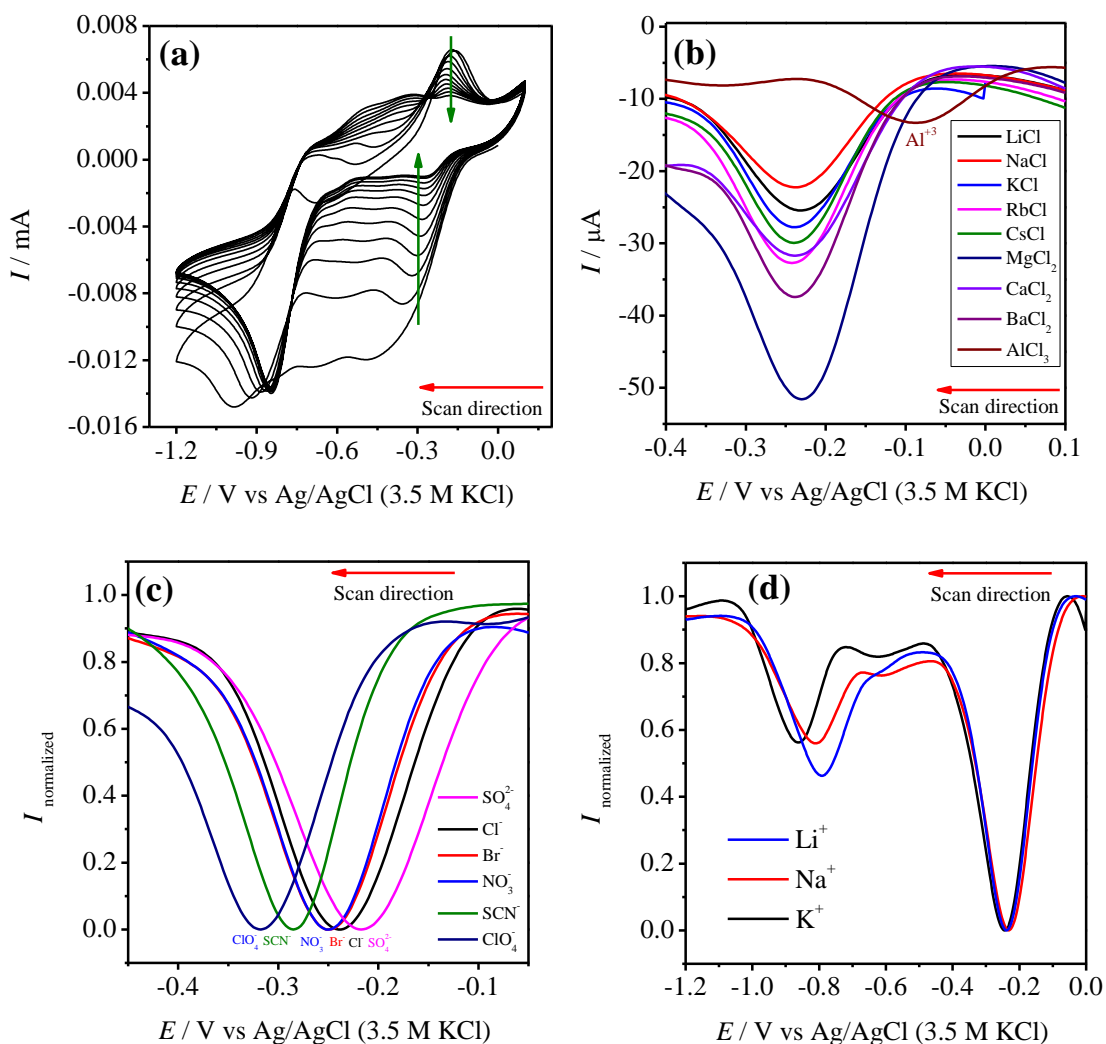 (a)
0.008
0.004
0.000
-0.004
-0.008
-0.012
-0.016
I / mA
Scan direction
-1.2 -0.9 -0.6 -0.3 0.0
E / V vs Ag/AgCl (3.5 M KCl)
(b)
0
-10
-20
-30
-40
-50
I / μA
Al⁺³
LiCl
NaCl
KCl
RbCl
CsCl
MgCl₂
CaCl₂
BaCl₂
AlCl₃
Scan direction
-0.4 -0.3 -0.2 -0.1 0.0 0.1
E / V vs Ag/AgCl (3.5 M KCl)
(c)
Scan direction
1.0
0.8
0.6
0.4
0.2
0.0
I normalized
SO₄²⁻
Cl⁻
Br⁻
NO₃⁻
SCN⁻
ClO₄⁻
ClO₄⁻ SCN⁻ NO₃⁻ Br⁻ Cl⁻ SO₄²⁻
-0.4 -0.3 -0.2 -0.1
E / V vs Ag/AgCl (3.5 M KCl)
(d)
Scan direction
1.0
0.8
0.6
0.4
0.2
0.0
I normalized
Li⁺
Na⁺
K⁺
-1.2 -1.0 -0.8 -0.6 -0.4 -0.2 0.0
E / V vs Ag/AgCl (3.5 M KCl)